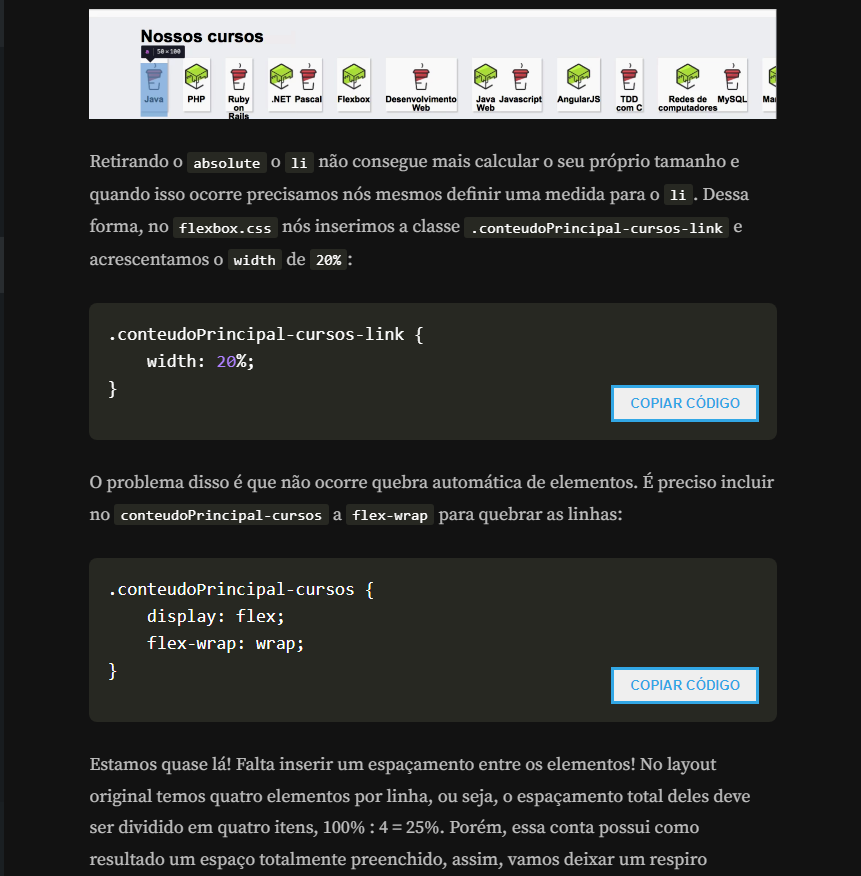 Nossos cursos
50×100
Java PHP Ruby .NET Pascal Flexbox Desenvolvimento Java Javascript AngularJS TDD Redes de MySQL
on Web Web com C computadores
Rails
Retirando o absolute o li não consegue mais calcular o seu próprio tamanho e
quando isso ocorre precisamos nós mesmos definir uma medida para o li. Dessa
forma, no flexbox.css nós inserimos a classe .conteudoPrincipal-cursos-link e
acrescentamos o width de 20%:
.conteudoPrincipal-cursos-link {
width: 20%;
}
COPIAR CÓDIGO
O problema disso é que não ocorre quebra automática de elementos. É preciso incluir
no conteudoPrincipal-cursos a flex-wrap para quebrar as linhas:
.conteudoPrincipal-cursos {
display: flex;
flex-wrap: wrap;
}
COPIAR CÓDIGO
Estamos quase lá! Falta inserir um espaçamento entre os elementos! No layout
original temos quatro elementos por linha, ou seja, o espaçamento total deles deve
ser dividido em quatro itens, 100% : 4 = 25%. Porém, essa conta possui como
resultado um espaço totalmente preenchido, assim, vamos deixar um respiro